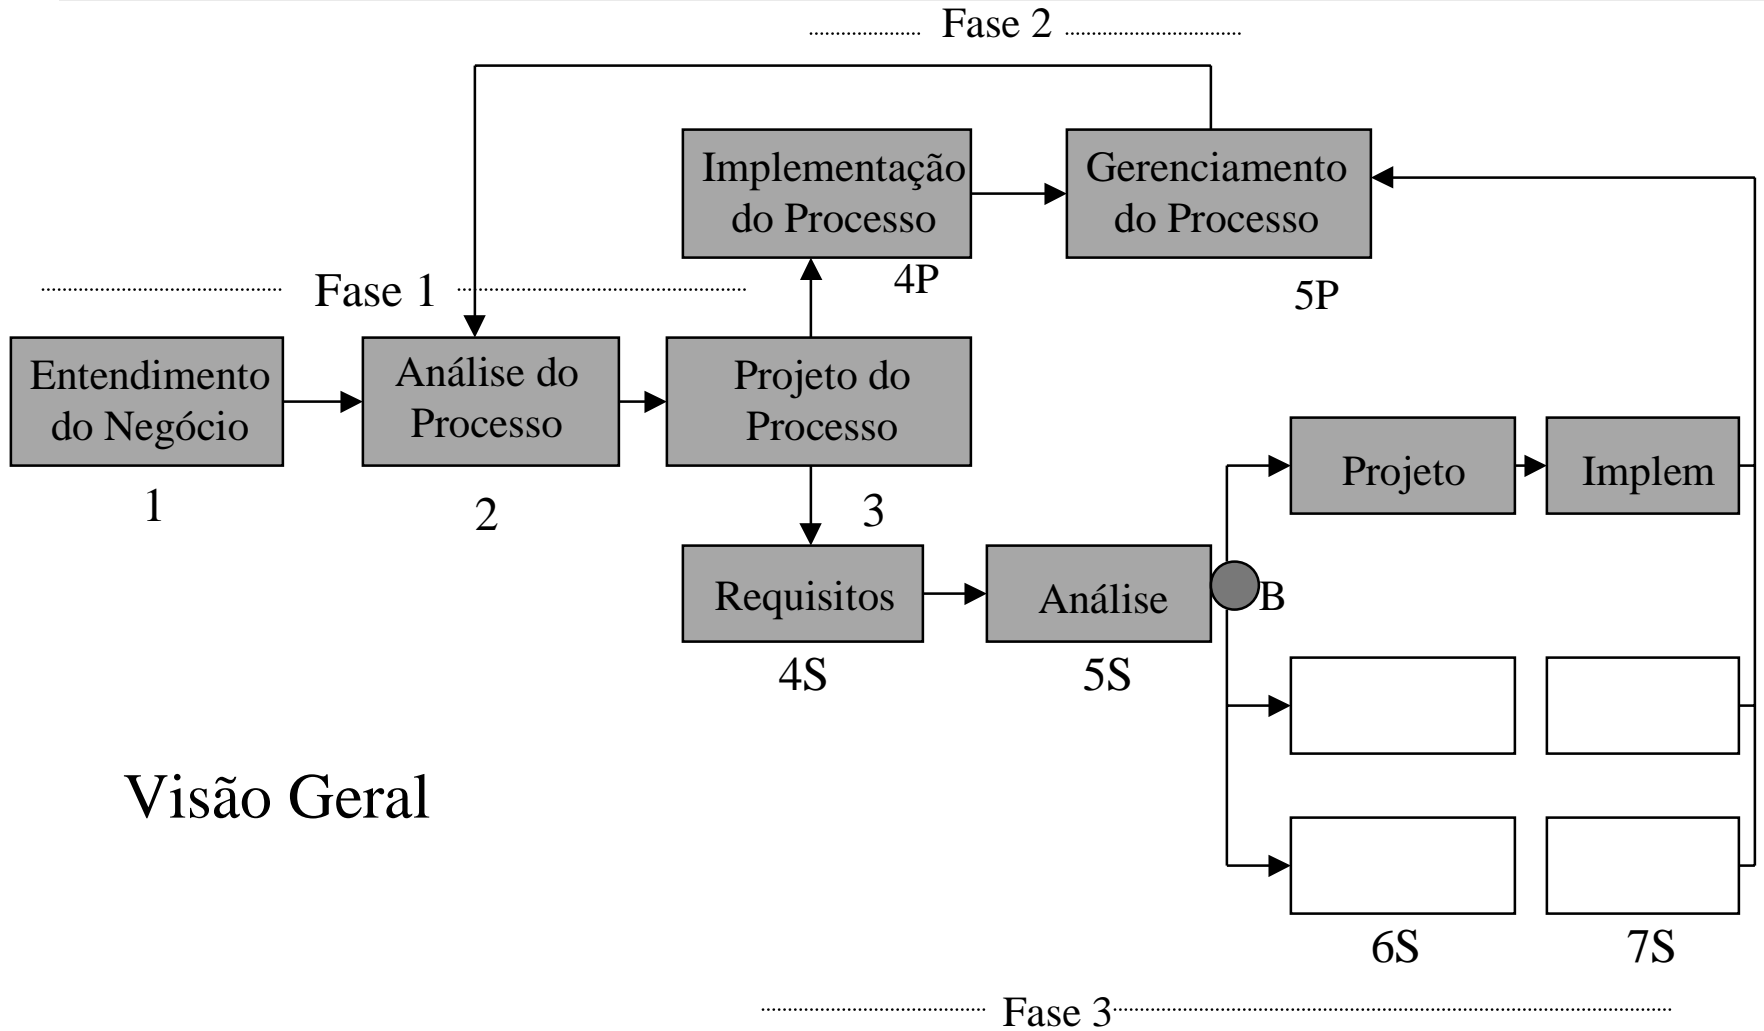 Fase 2
Implementação
do Processo
Gerenciamento
do Processo
4P
5P
Fase 1
Entendimento
do Negócio
Análise do
Processo
Projeto do
Processo
1
2
3
Projeto
Implem
Requisitos
Análise
B
4S
5S
Visão Geral
6S
7S
Fase 3